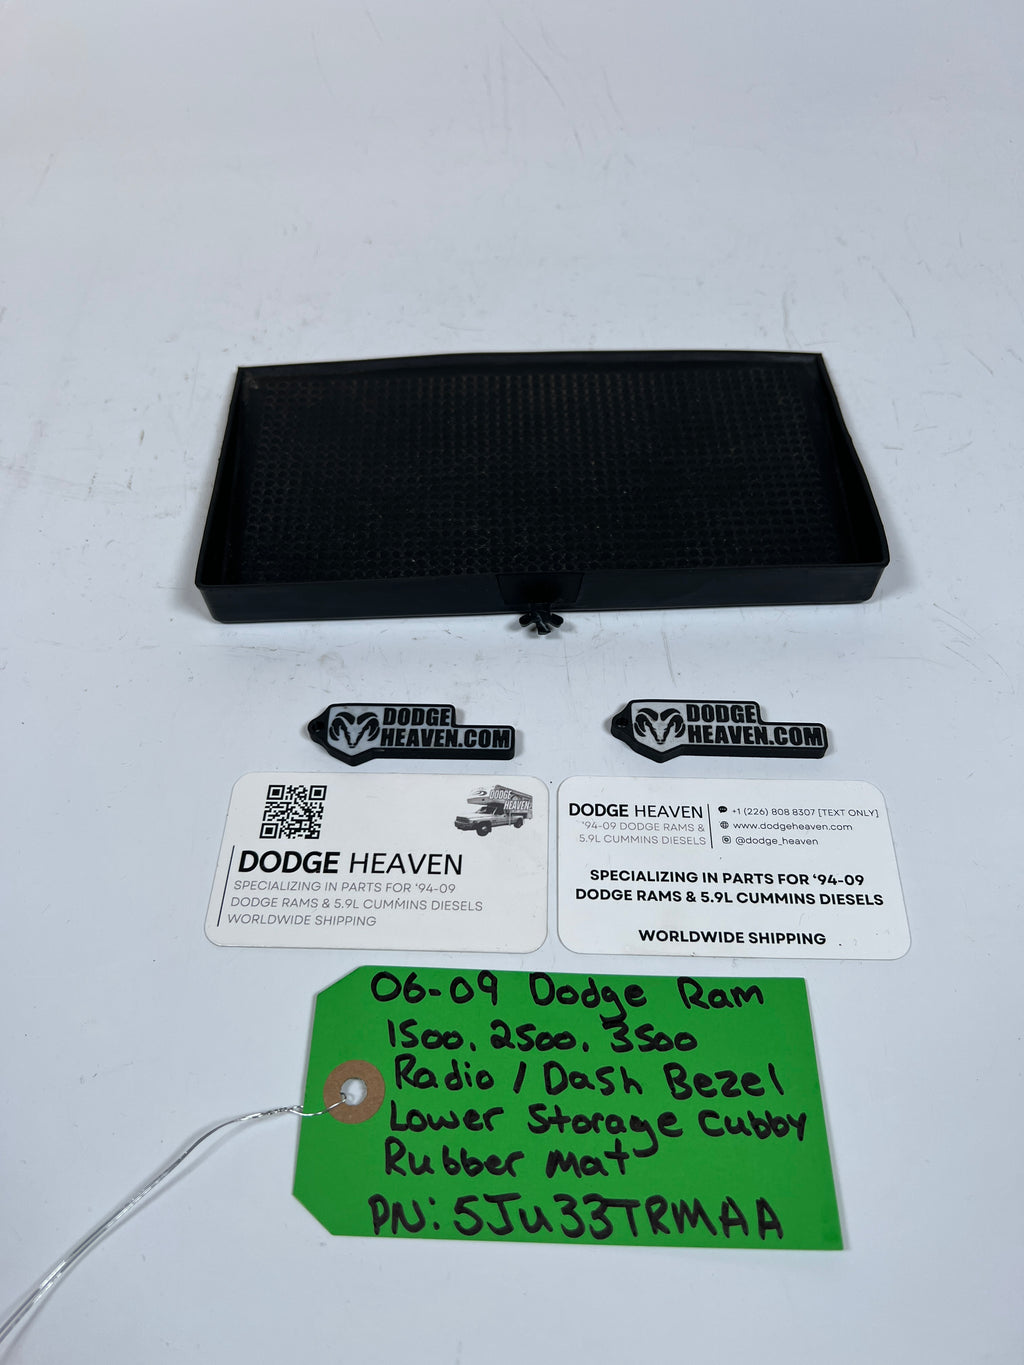 DODGE
HEAVEN.COM
DODGE
HEAVEN.COM
DODGE
HEAVEN
DODGE HEAVEN
SPECIALIZING IN PARTS FOR ‘94-09
DODGE RAMS & 5.9L CUMMINS DIESELS
WORLDWIDE SHIPPING
DODGE HEAVEN
‘94-09 DODGE RAMS &
5.9L CUMMINS DIESELS
+1 (226) 808 8307 [TEXT ONLY]
www.dodgeheaven.com
@dodge_heaven
SPECIALIZING IN PARTS FOR ‘94-09
DODGE RAMS & 5.9L CUMMINS DIESELS
WORLDWIDE SHIPPING
06-09 Dodge Ram
1500, 2500, 3500
Radio / Dash Bezel
Lower Storage Cubby
Rubber Mat
PN: 5JU33TRMAA